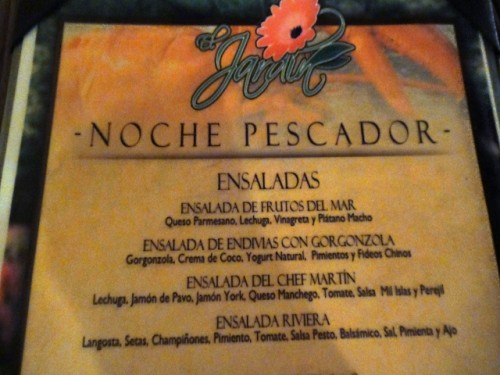 El
Jardín
- NOCHE PESCADOR -
ENSALADAS
ENSALADA DE FRUTOS DEL MAR
Queso Parmesano, Lechuga, Vinagreta y Plátano Macho
ENSALADA DE ENDIVIAS CON GORGONZOLA
Gorgonzola, Crema de Coco, Yogurt Natural, Pimientos y Fideos Chinos
ENSALADA DEL CHEF MARTÍN
Lechuga, Jamón de Pavo, Jamón York, Queso Manchego, Tomate, Salsa Mil Islas y Perejil
ENSALADA RIVIERA
Langosta, Setas, Champiñones, Pimiento, Tomate, Salsa Pesto, Balsámico, Sal, Pimienta y Ajo